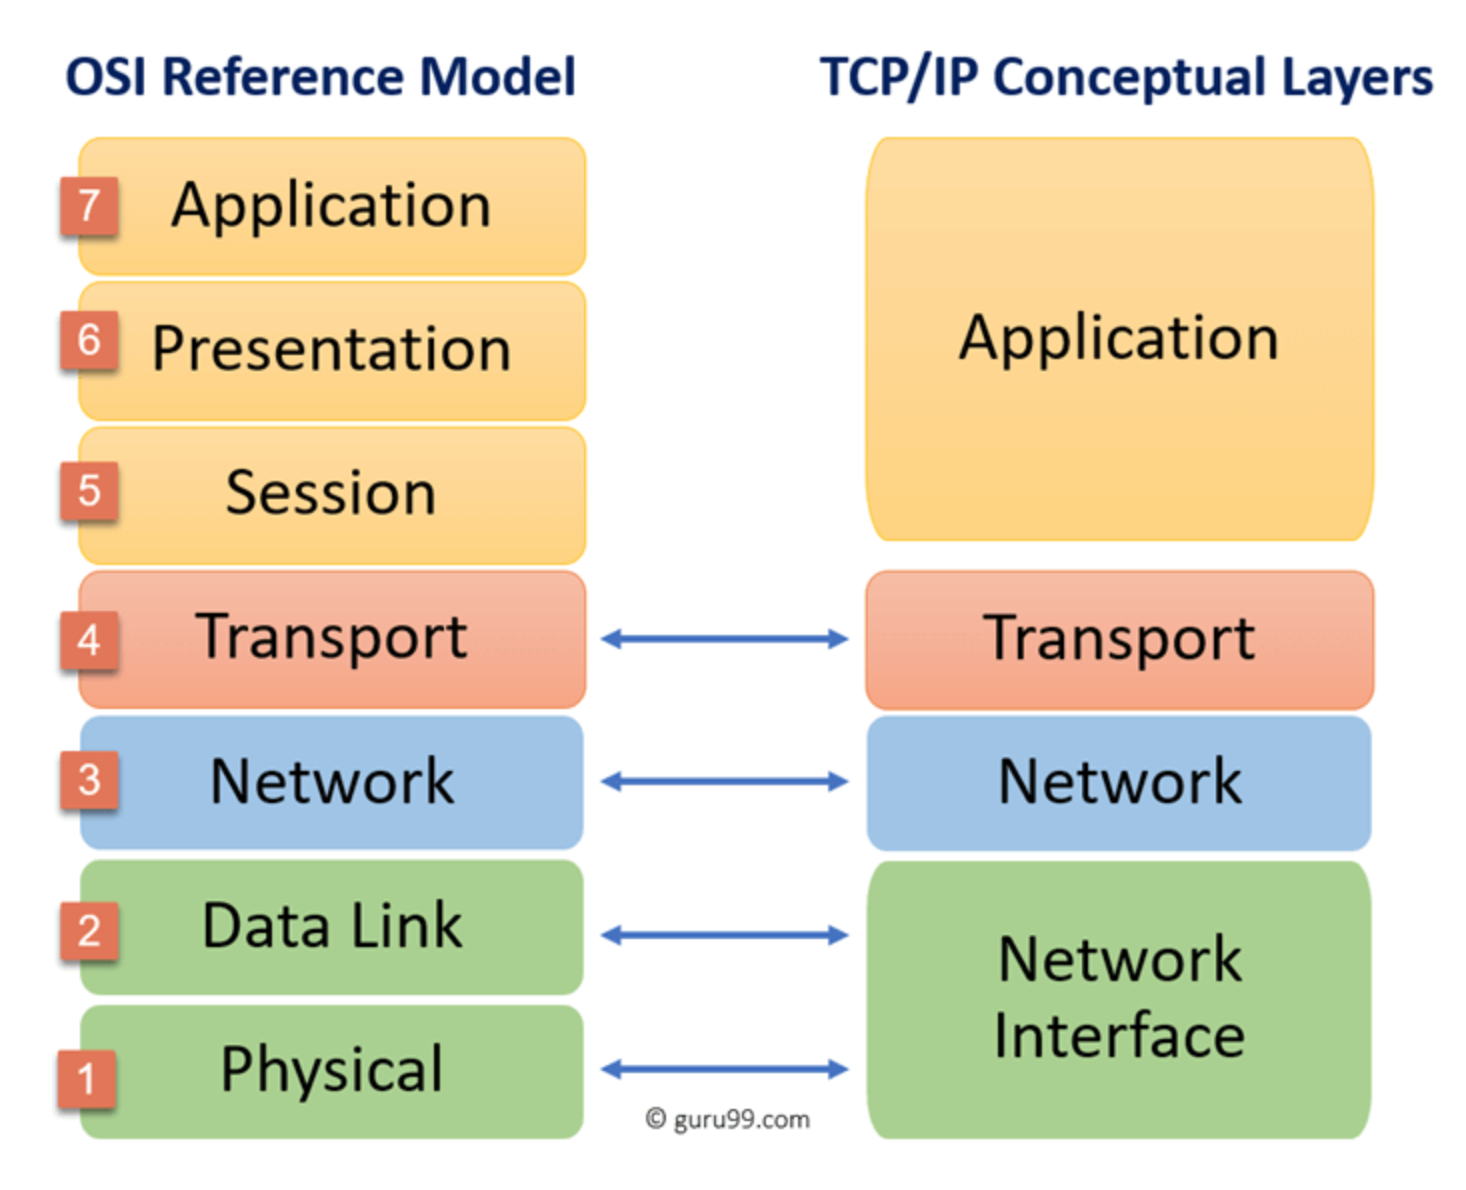 OSI Reference Model
TCP/IP Conceptual Layers
7
Application
6
Presentation
5
Session
4
Transport
3
Network
2
Data Link
1
Physical
Application
Transport
Network
Network
Interface
© guru99.com